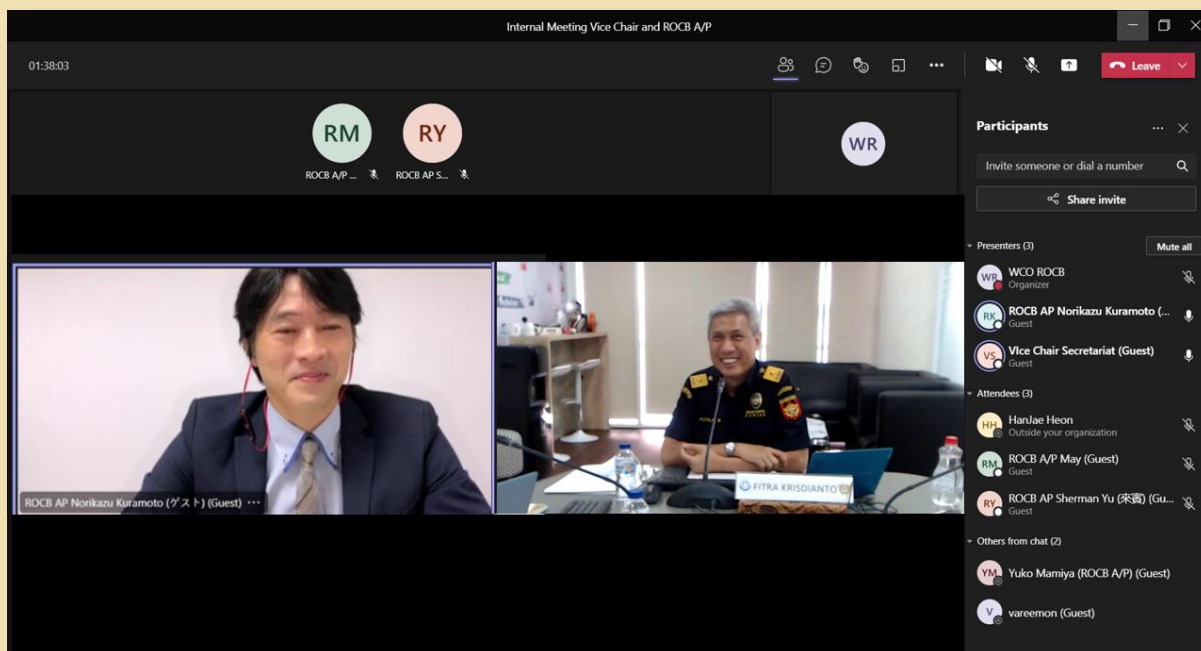 Internal Meeting Vice Chair and ROCB A/P
01:38:03
Leave
RM
RY
WR
ROCB A/P ...
ROCB AP S...
ROCB AP Norikazu Kuramoto (ゲスト) (Guest) ...
FITRA KRISDIANTO
Participants
Invite someone or dial a number
Share invite
Presenters (3)
Mute all
WR
WCO ROCB
Organizer
RK
ROCB AP Norikazu Kuramoto (...
Guest
VS
VIce Chair Secretariat (Guest)
Guest
Attendees (3)
HH
HanJae Heon
Outside your organization
RM
ROCB A/P May (Guest)
Guest
RY
ROCB AP Sherman Yu (來賓) (Gu...
Guest
Others from chat (2)
YM
Yuko Mamiya (ROCB A/P) (Guest)
V
vareemon (Guest)